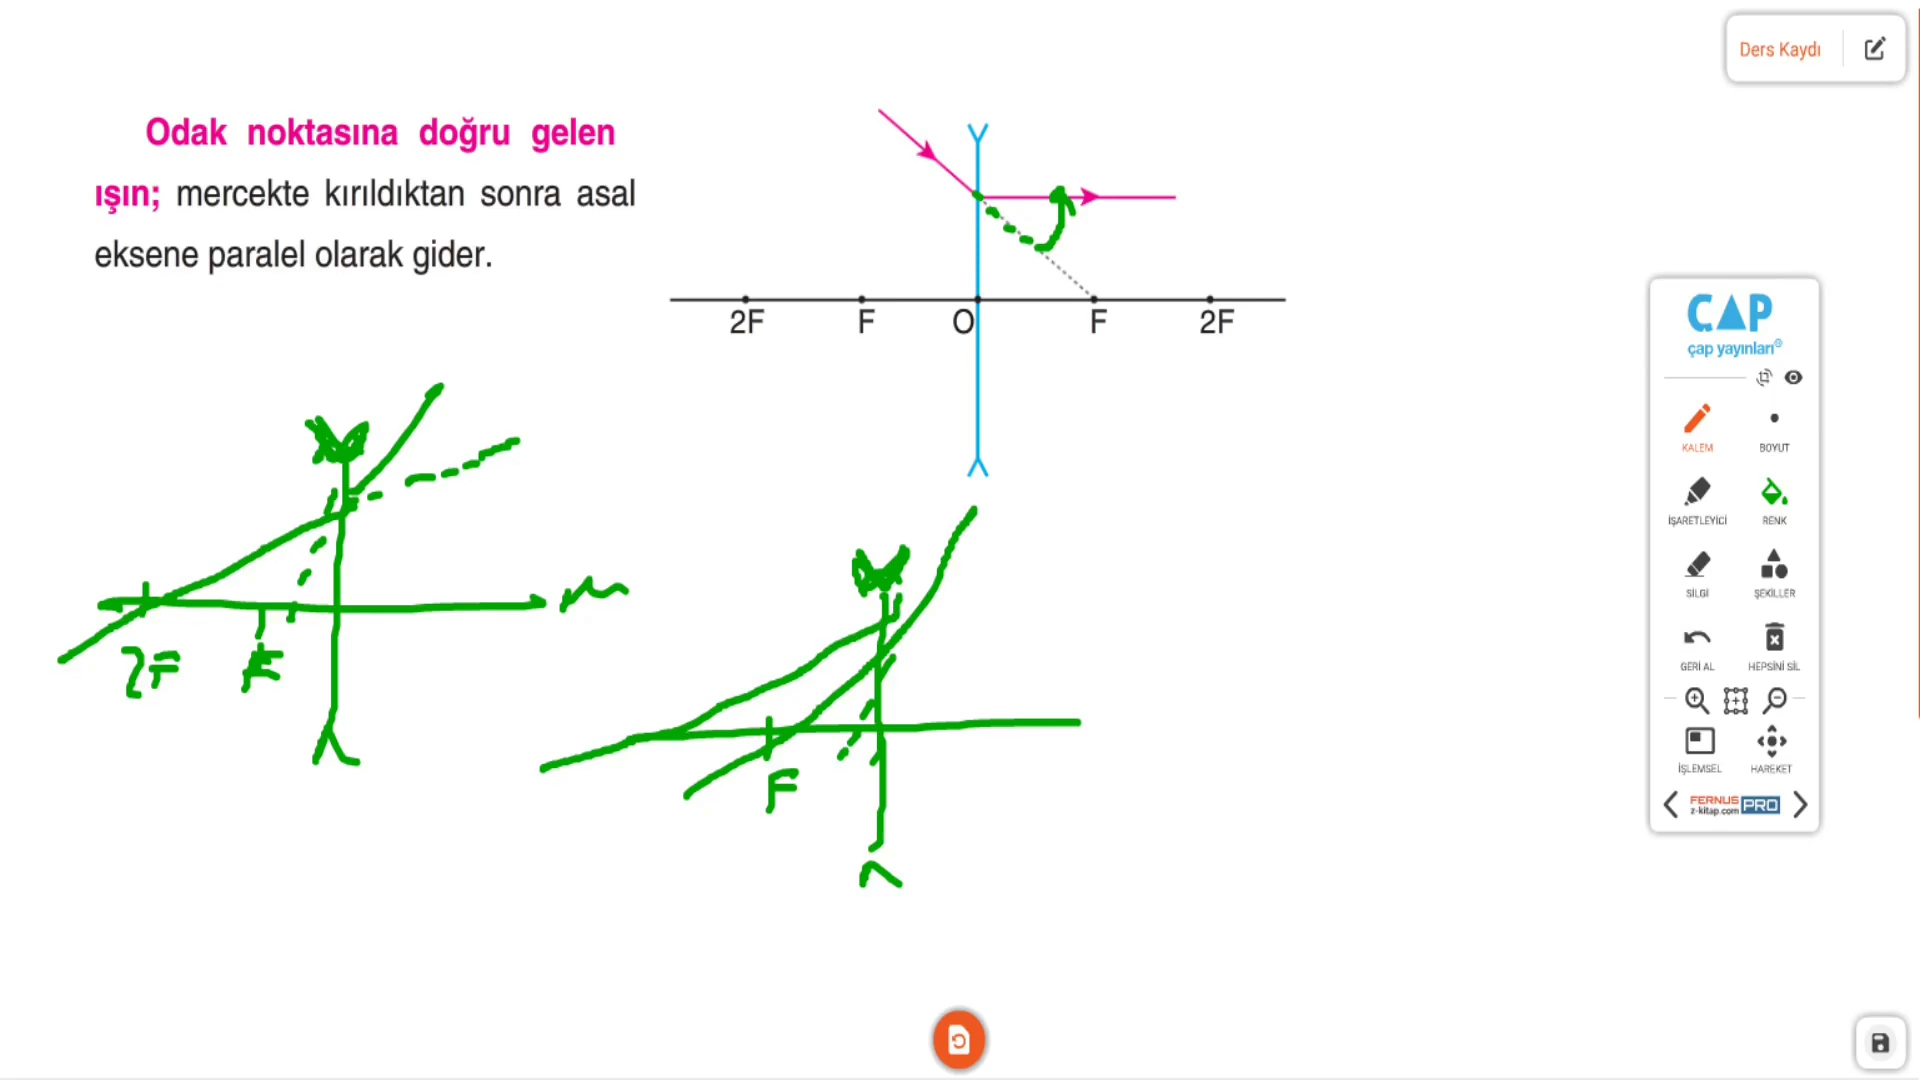 Ders Kaydı
Odak noktasına doğru gelen
ışın; mercekte kırıldıktan sonra asal
eksene paralel olarak gider.
2F F O F 2F
2F F
F
ÇAP
çap yayınları
KALEM BOYUT
İŞARETLEYİCİ RENK
SİLGİ ŞEKİLLER
GERİ AL HEPSİNİ SİL
İŞLEMSEL HAREKET
FERNUS
z-kitap.com PRO